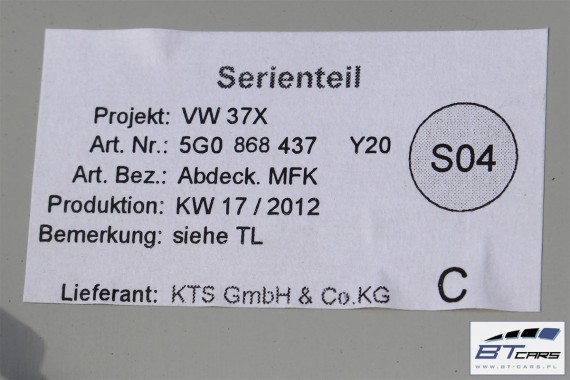 Serienteil
Projekt: VW 37X
Art. Nr.: 5G0 868 437 Y20
Art. Bez.: Abdeck. MFK
Produktion: KW 17 / 2012
Bemerkung: siehe TL
S04
Lieferant: KTS GmbH & Co.KG
C
BT CARS
WWW.BT-CARS.PL